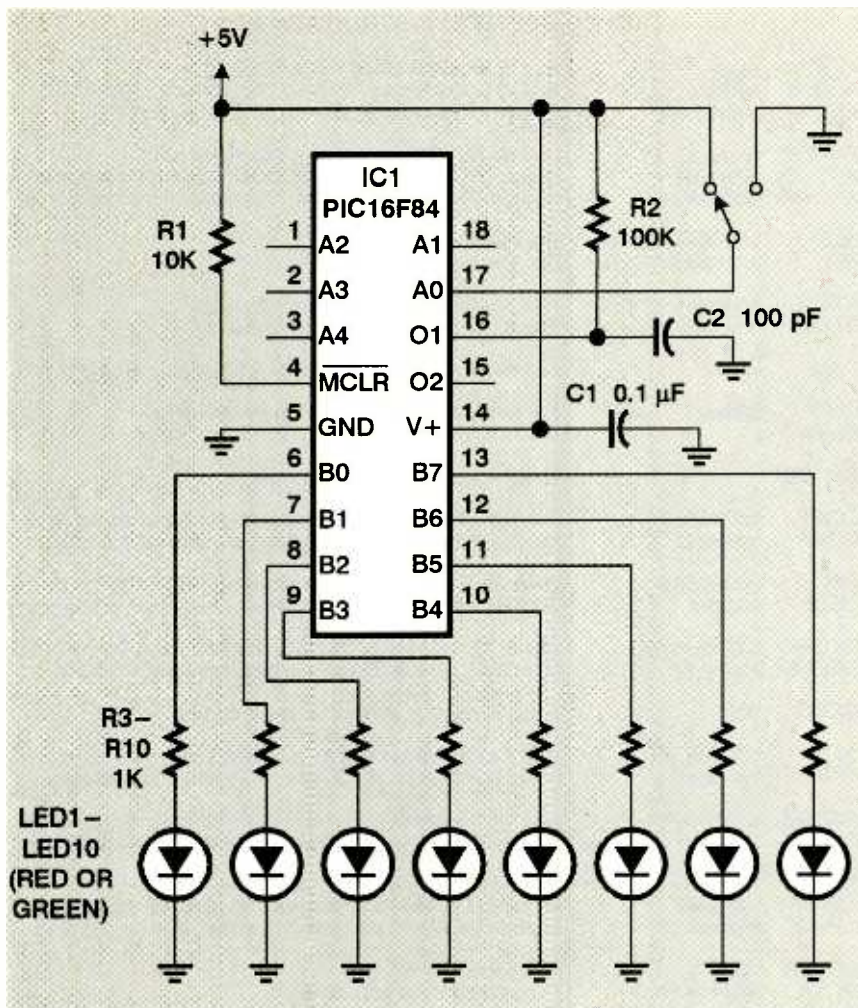 +5V
IC1
PIC16F84
R1
10K
R2
100K
1
A2
A1
18
2
A3
A0
17
3
A4
O1
16
C2 100 pF
4
MCLR
O2
15
C1 0.1 µF
5
GND
V+
14
6
B0
B7
13
7
B1
B6
12
8
B2
B5
11
9
B3
B4
10
R3–
R10
1K
LED1–
LED10
(RED OR
GREEN)